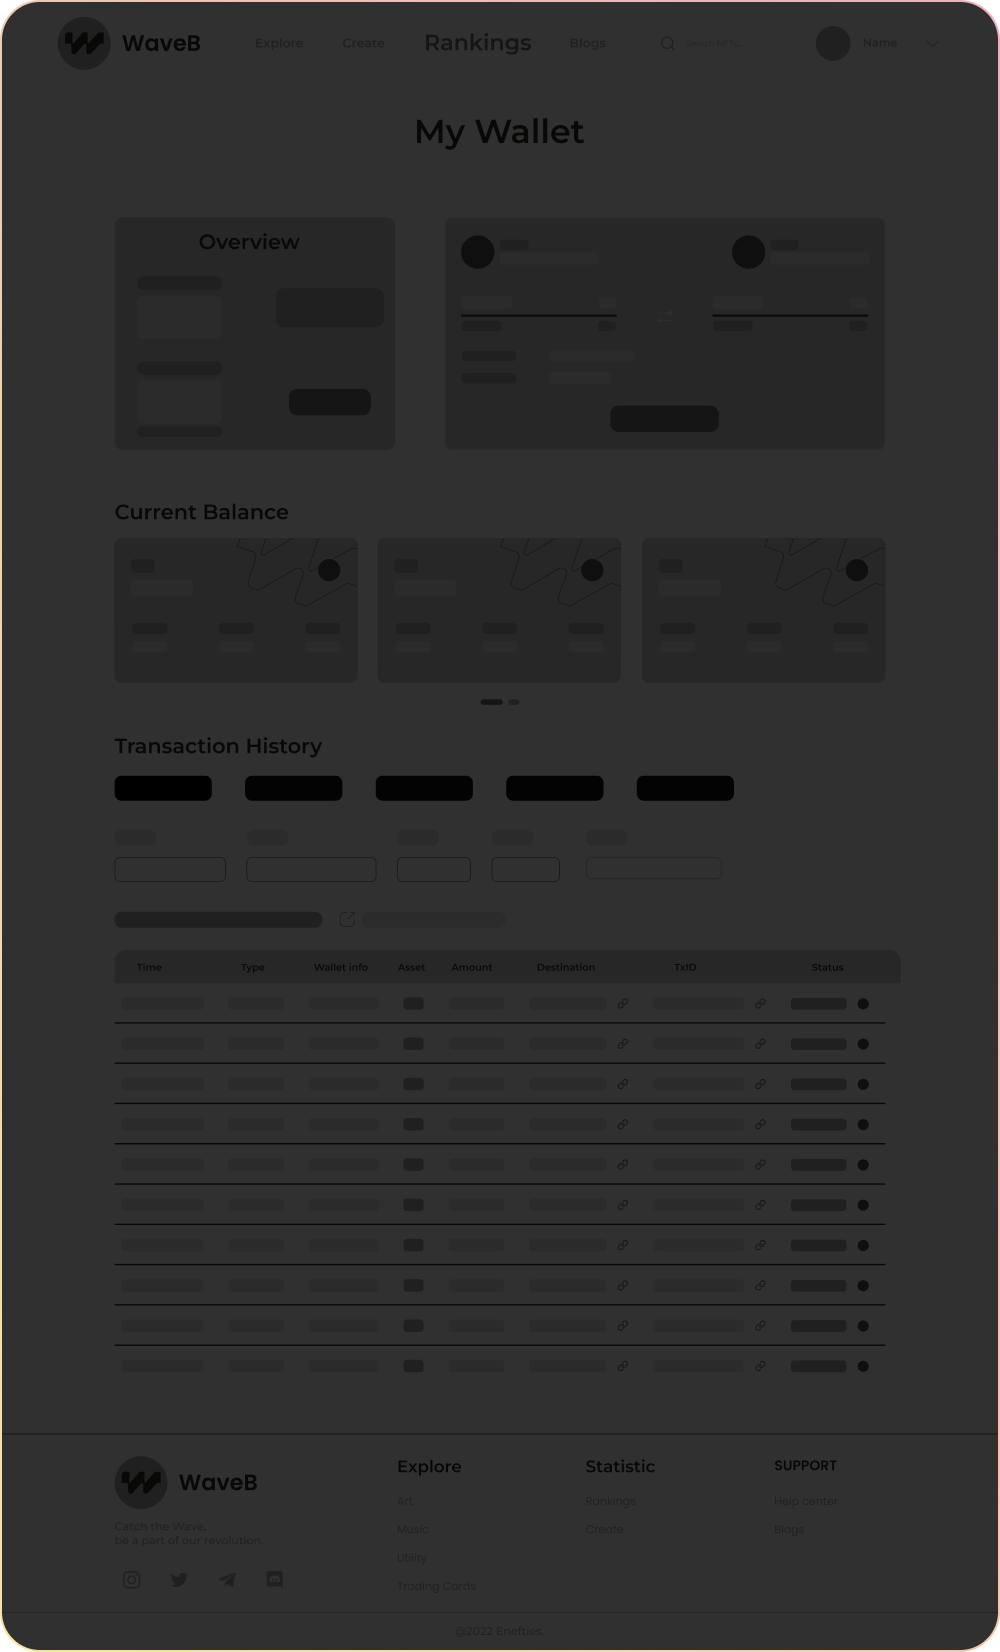 WaveB
Explore Create Rankings Blogs Search NFTs... Name
My Wallet
Overview
Current Balance
Transaction History
Time Type Wallet info Asset Amount Destination TxID Status
WaveB
Catch the Wave,
be a part of our revolution.
Explore
Art
Music
Utility
Trading Cards
Statistic
Rankings
Create
SUPPORT
Help center
Blogs
@2022 Enefties.